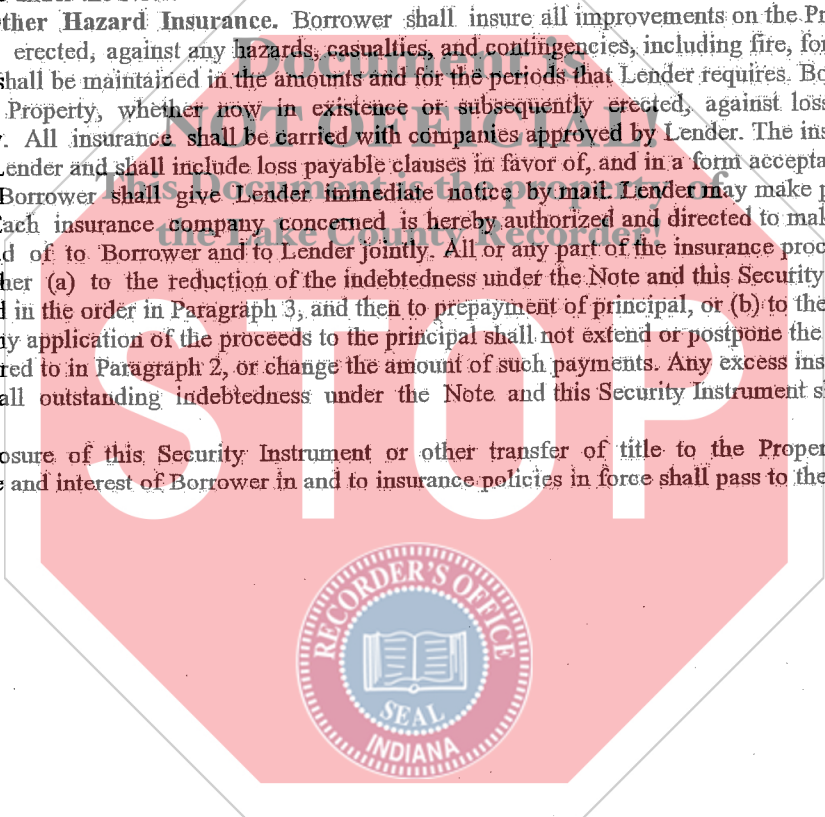 ther Hazard Insurance. Borrower shall insure all improvements on the Pr
erected, against any hazards, casualties, and contingencies, including fire, for
shall be maintained in the amounts and for the periods that Lender requires. Bo
Property, whether now in existence or subsequently erected, against loss
. All insurance shall be carried with companies approved by Lender. The ins
Lender and shall include loss payable clauses in favor of, and in a form accepta
Borrower shall give Lender immediate notice by mail. Lender may make p
Each insurance company concerned is hereby authorized and directed to mak
d of to Borrower and to Lender jointly. All or any part of the insurance proc
her (a) to the reduction of the indebtedness under the Note and this Security
d in the order in Paragraph 3, and then to prepayment of principal, or (b) to the
ny application of the proceeds to the principal shall not extend or postpone the
red to in Paragraph 2, or change the amount of such payments. Any excess ins
all outstanding indebtedness under the Note and this Security Instrument s
osure of this Security Instrument or other transfer of title to the Proper
e and interest of Borrower in and to insurance policies in force shall pass to the
Document is
NOT OFFICIAL!
This Document is the property of
the Lake County Recorder!
STOP
RECORDER'S OFFICE
SEAL
INDIANA